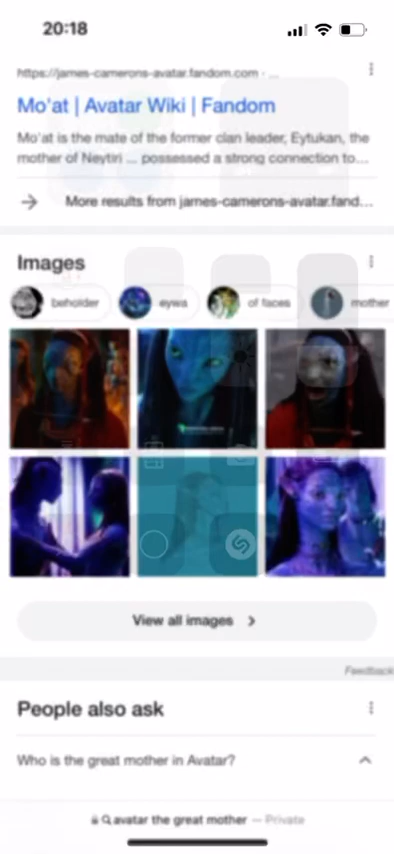 20:18
https://james-camerons-avatar.fandom.com · ...
Mo'at | Avatar Wiki | Fandom
Mo'at is the mate of the former clan leader, Eytukan, the
mother of Neytiri ... possessed a strong connection to...
More results from james-camerons-avatar.fand...
Images
beholder
eywa
of faces
mother
View all images
Feedback
People also ask
Who is the great mother in Avatar?
avatar the great mother — Private